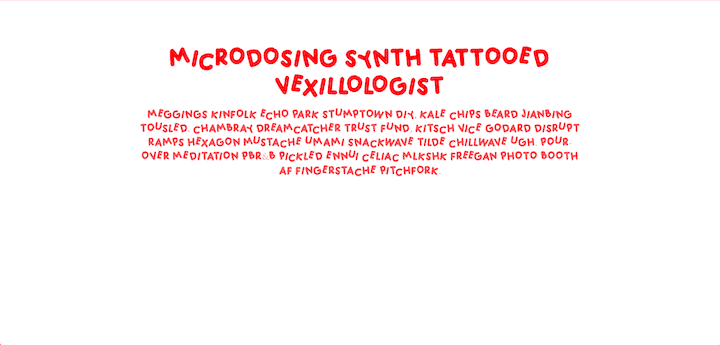 MICRODOSING SYNTH TATTOOED
VEXILLOLOGIST
MEGGINGS KINFOLK ECHO PARK STUMPTOWN DIY, KALE CHIPS BEARD JIANBING
TOUSLED. CHAMBRAY DREAMCATCHER TRUST FUND, KITSCH VICE GODARD DISRUPT
RAMPS HEXAGON MUSTACHE UMAMI SNACKWAVE TILDE CHILLWAVE UGH. POUR-
OVER MEDITATION PBR&B PICKLED ENNUI CELIAC MLKSHK FREEGAN PHOTO BOOTH
AF FINGERSTACHE PITCHFORK.